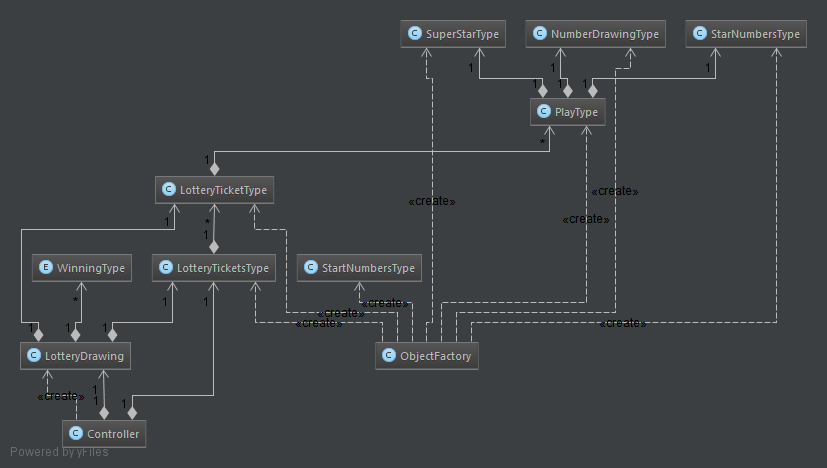 C SuperStarType
C NumberDrawingType
C StarNumbersType
1
1
1
1
1
1
C PlayType
*
1
C LotteryTicketType
«create»
«create»
«create»
1
*
1
E WinningType
C LotteryTicketsType
C StartNumbersType
*
1
1
«create»
«create»
«create»
«create»
1
1
1
C LotteryDrawing
C ObjectFactory
1
«create»
1
1
C Controller
Powered by yFiles